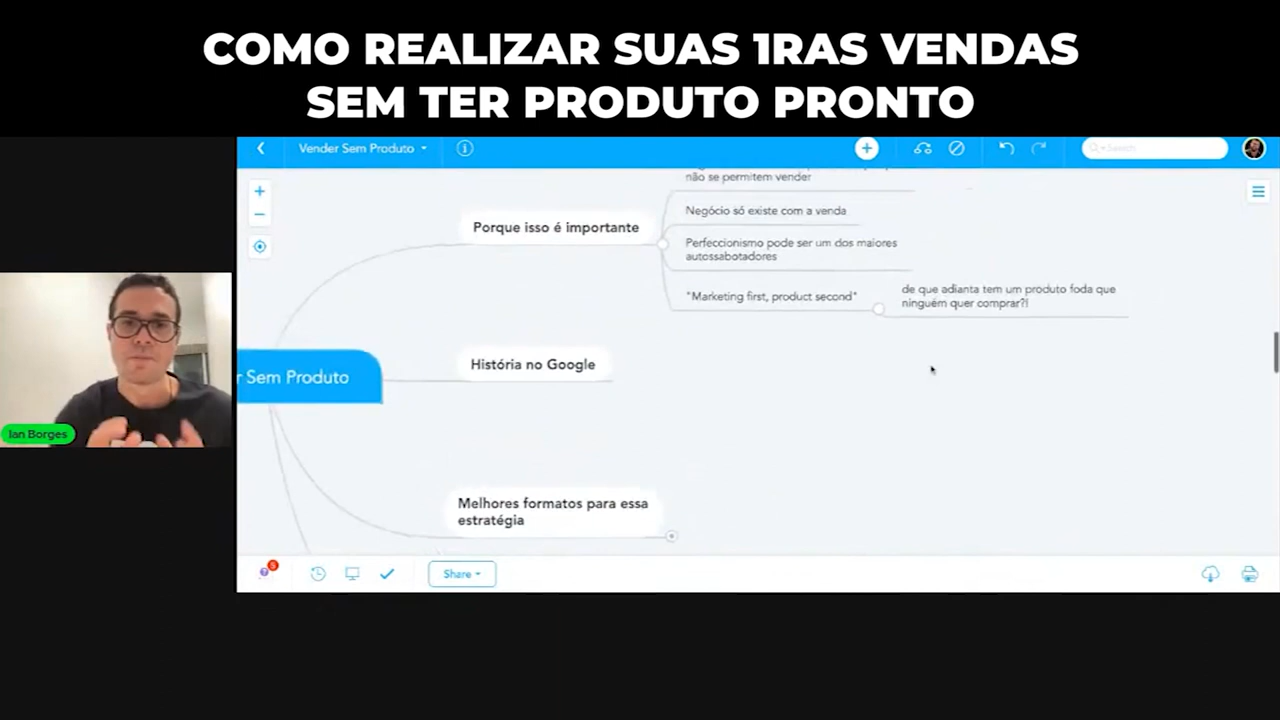 COMO REALIZAR SUAS 1RAS VENDAS
SEM TER PRODUTO PRONTO
Vender Sem Produto
Search
não se permitem vender
Porque isso é importante
Negócio só existe com a venda
Perfeccionismo pode ser um dos maiores
autossabotadores
"Marketing first, product second"
de que adianta tem um produto foda que
ninguém quer comprar?!
História no Google
r Sem Produto
Ian Borges
Melhores formatos para essa
estratégia
5
Share